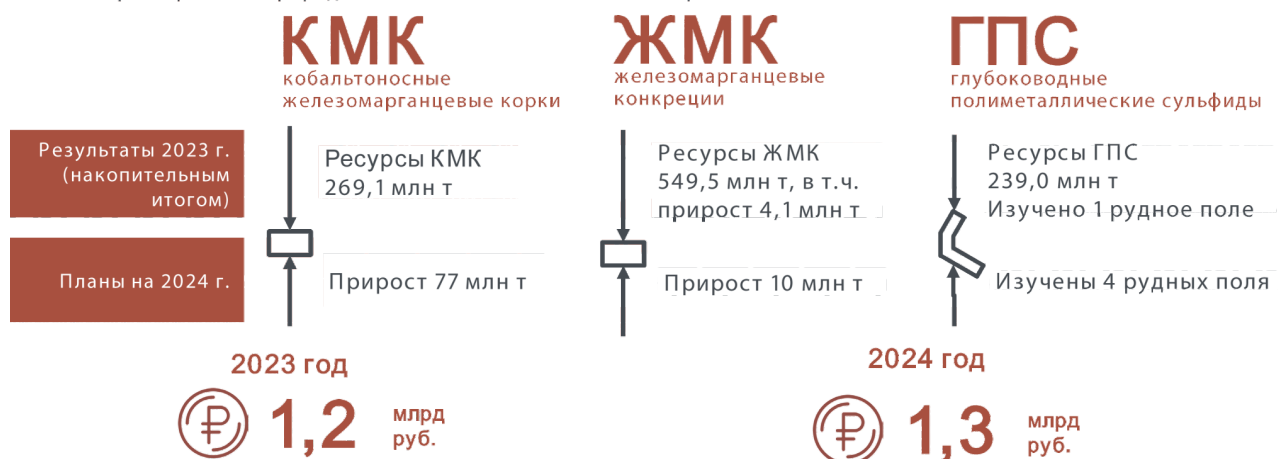 КМК
кобальтоносные
железомарганцевые корки
ЖМК
железомарганцевые
конкреции
ГПС
глубоководные
полиметаллические сульфиды
Результаты 2023 г.
(накопительным
итогом)
Ресурсы КМК
269,1 млн т
Ресурсы ЖМК
549,5 млн т, в т.ч.
прирост 4,1 млн т
Ресурсы ГПС
239,0 млн т
Изучено 1 рудное поле
Планы на 2024 г.
Прирост 77 млн т
Прирост 10 млн т
Изучены 4 рудных поля
2023 год
₽ 1,2 млрд
руб.
2024 год
₽ 1,3 млрд
руб.